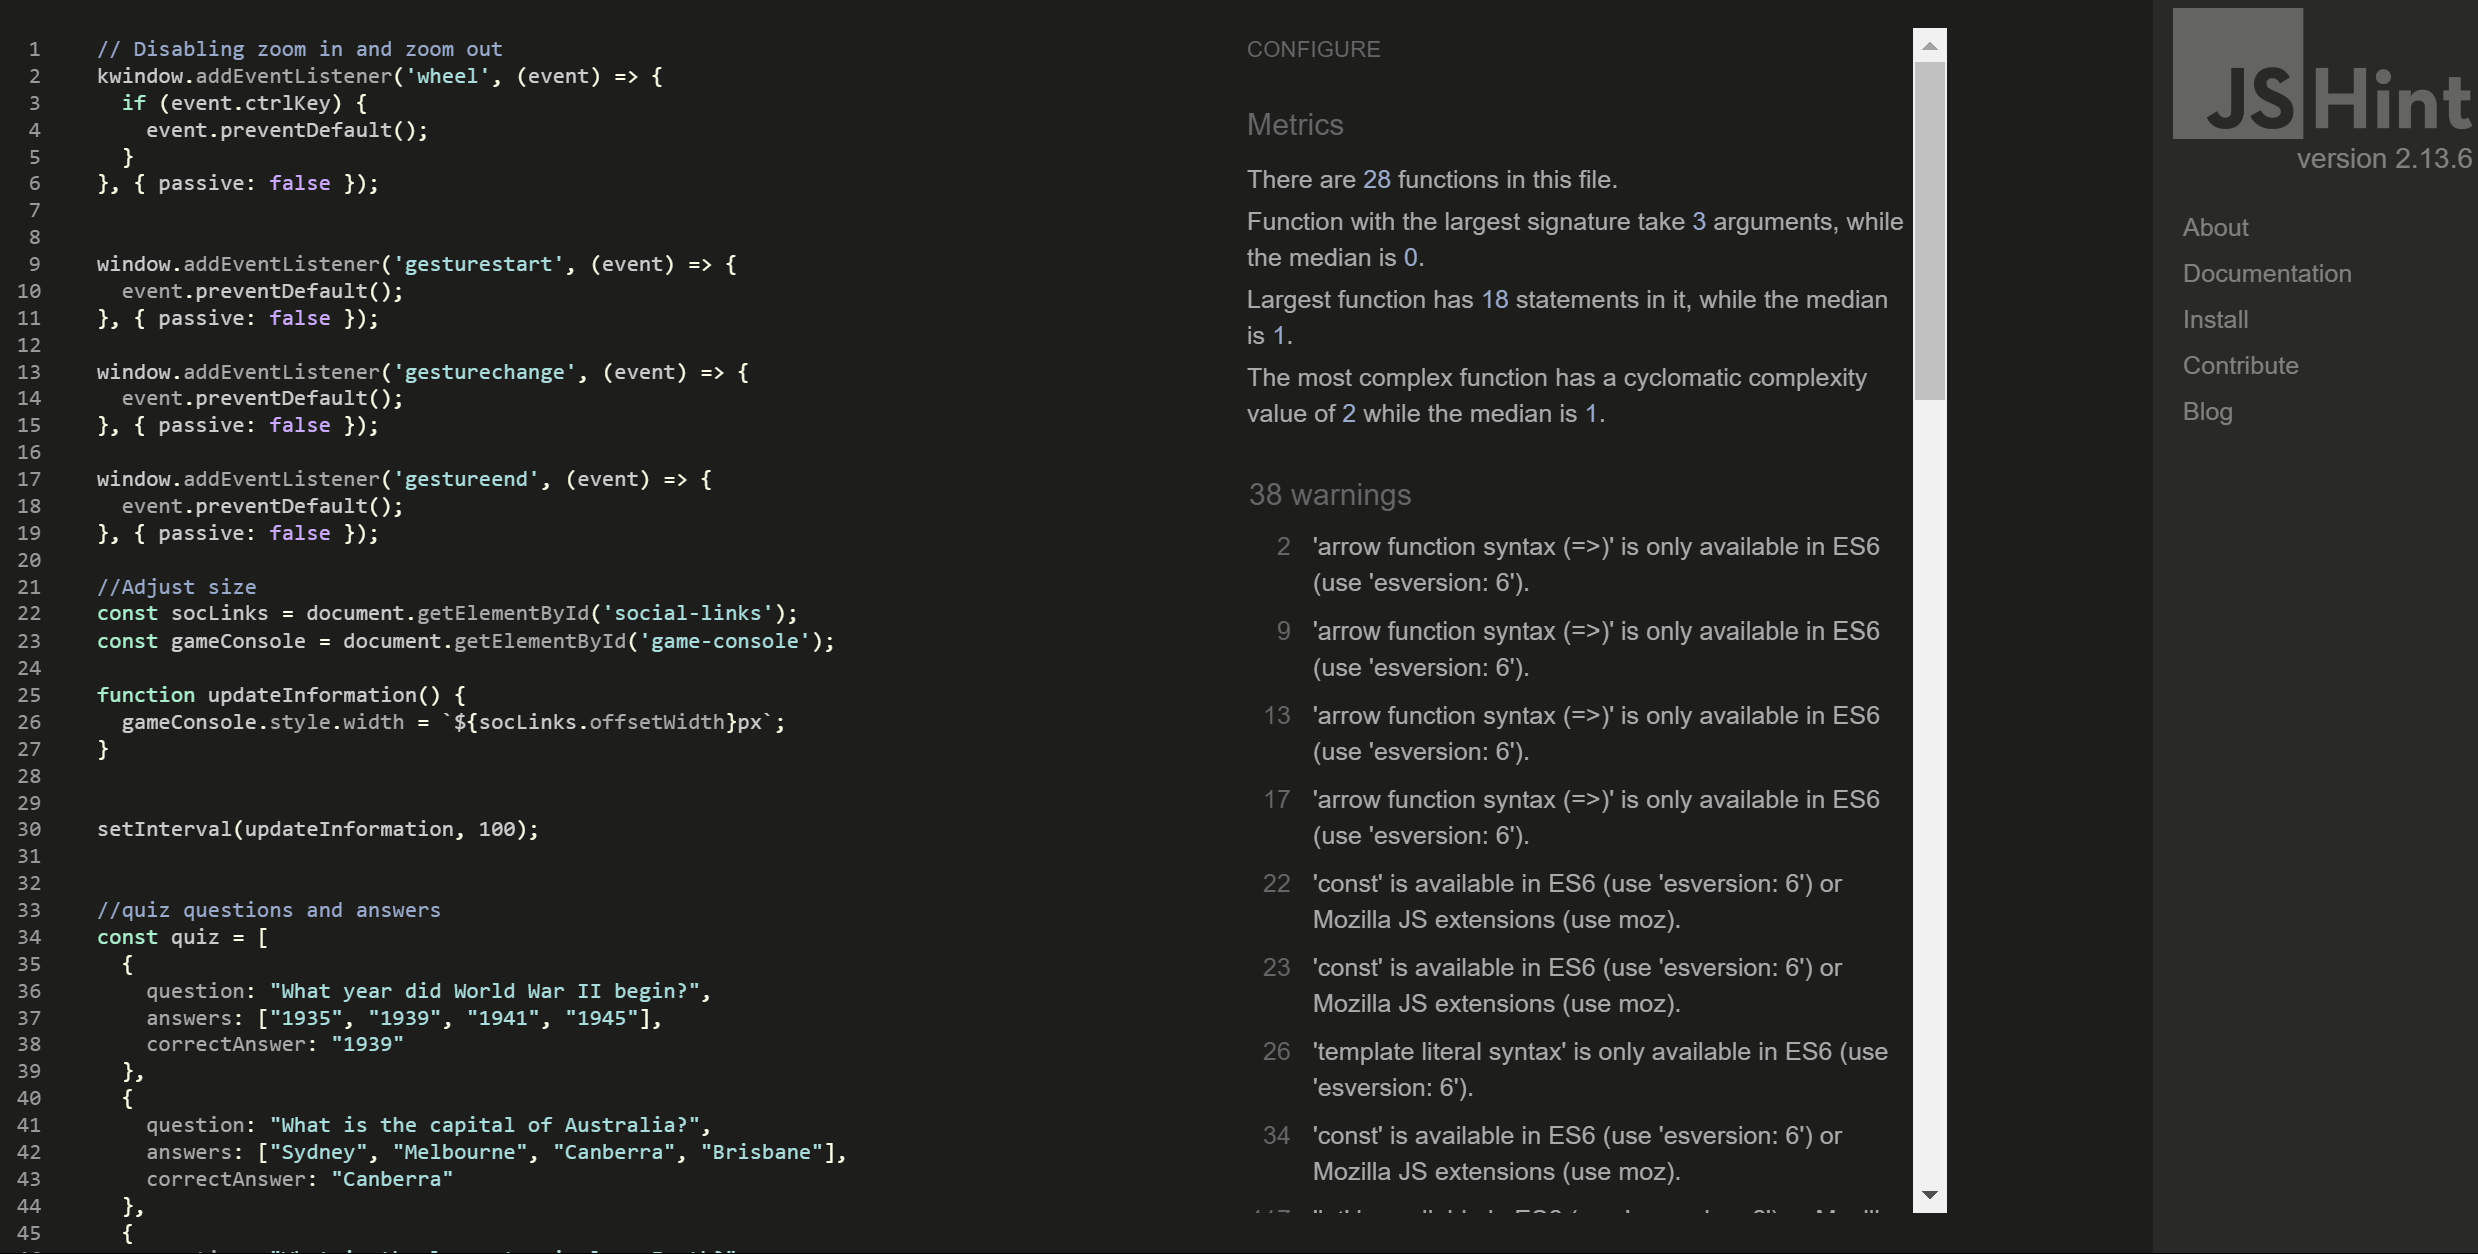 1 // Disabling zoom in and zoom out
2 kwindow.addEventListener('wheel', (event) => {
3 if (event.ctrlKey) {
4 event.preventDefault();
5 }
6 }, { passive: false });
7
8
9 window.addEventListener('gesturestart', (event) => {
10 event.preventDefault();
11 }, { passive: false });
12
13 window.addEventListener('gesturechange', (event) => {
14 event.preventDefault();
15 }, { passive: false });
16
17 window.addEventListener('gestureend', (event) => {
18 event.preventDefault();
19 }, { passive: false });
20
21 //Adjust size
22 const socLinks = document.getElementById('social-links');
23 const gameConsole = document.getElementById('game-console');
24
25 function updateInformation() {
26 gameConsole.style.width = `${socLinks.offsetWidth}px`;
27 }
28
29
30 setInterval(updateInformation, 100);
31
32
33 //quiz questions and answers
34 const quiz = [
35 {
36 question: "What year did World War II begin?",
37 answers: ["1935", "1939", "1941", "1945"],
38 correctAnswer: "1939"
39 },
40 {
41 question: "What is the capital of Australia?",
42 answers: ["Sydney", "Melbourne", "Canberra", "Brisbane"],
43 correctAnswer: "Canberra"
44 },
45 {
CONFIGURE
Metrics
There are 28 functions in this file.
Function with the largest signature take 3 arguments, while
the median is 0.
Largest function has 18 statements in it, while the median
is 1.
The most complex function has a cyclomatic complexity
value of 2 while the median is 1.
38 warnings
2 'arrow function syntax (=>)' is only available in ES6
(use 'esversion: 6').
9 'arrow function syntax (=>)' is only available in ES6
(use 'esversion: 6').
13 'arrow function syntax (=>)' is only available in ES6
(use 'esversion: 6').
17 'arrow function syntax (=>)' is only available in ES6
(use 'esversion: 6').
22 'const' is available in ES6 (use 'esversion: 6') or
Mozilla JS extensions (use moz).
23 'const' is available in ES6 (use 'esversion: 6') or
Mozilla JS extensions (use moz).
26 'template literal syntax' is only available in ES6 (use
'esversion: 6').
34 'const' is available in ES6 (use 'esversion: 6') or
Mozilla JS extensions (use moz).
JSHint
version 2.13.6
About
Documentation
Install
Contribute
Blog